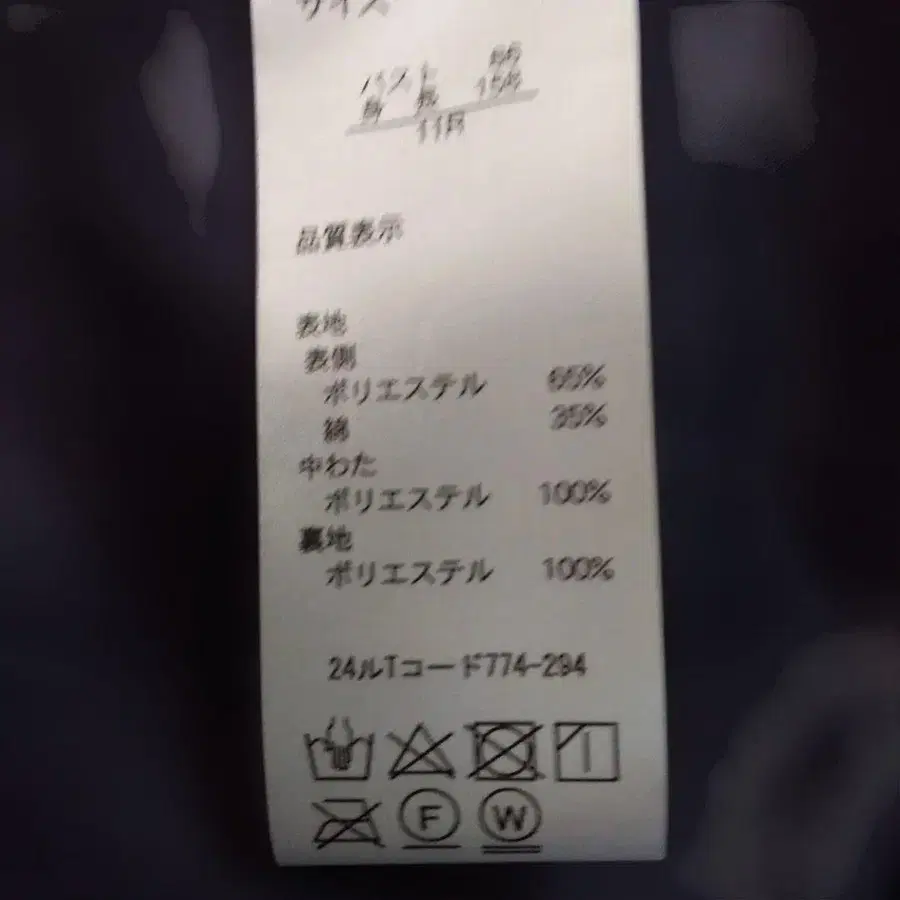 サイズ
バスト
身 長
11号
品質表示
表地
表側
ポリエステル 65%
綿 35%
中わた
ポリエステル 100%
裏地
ポリエステル 100%
24ルTコード774-294
F W